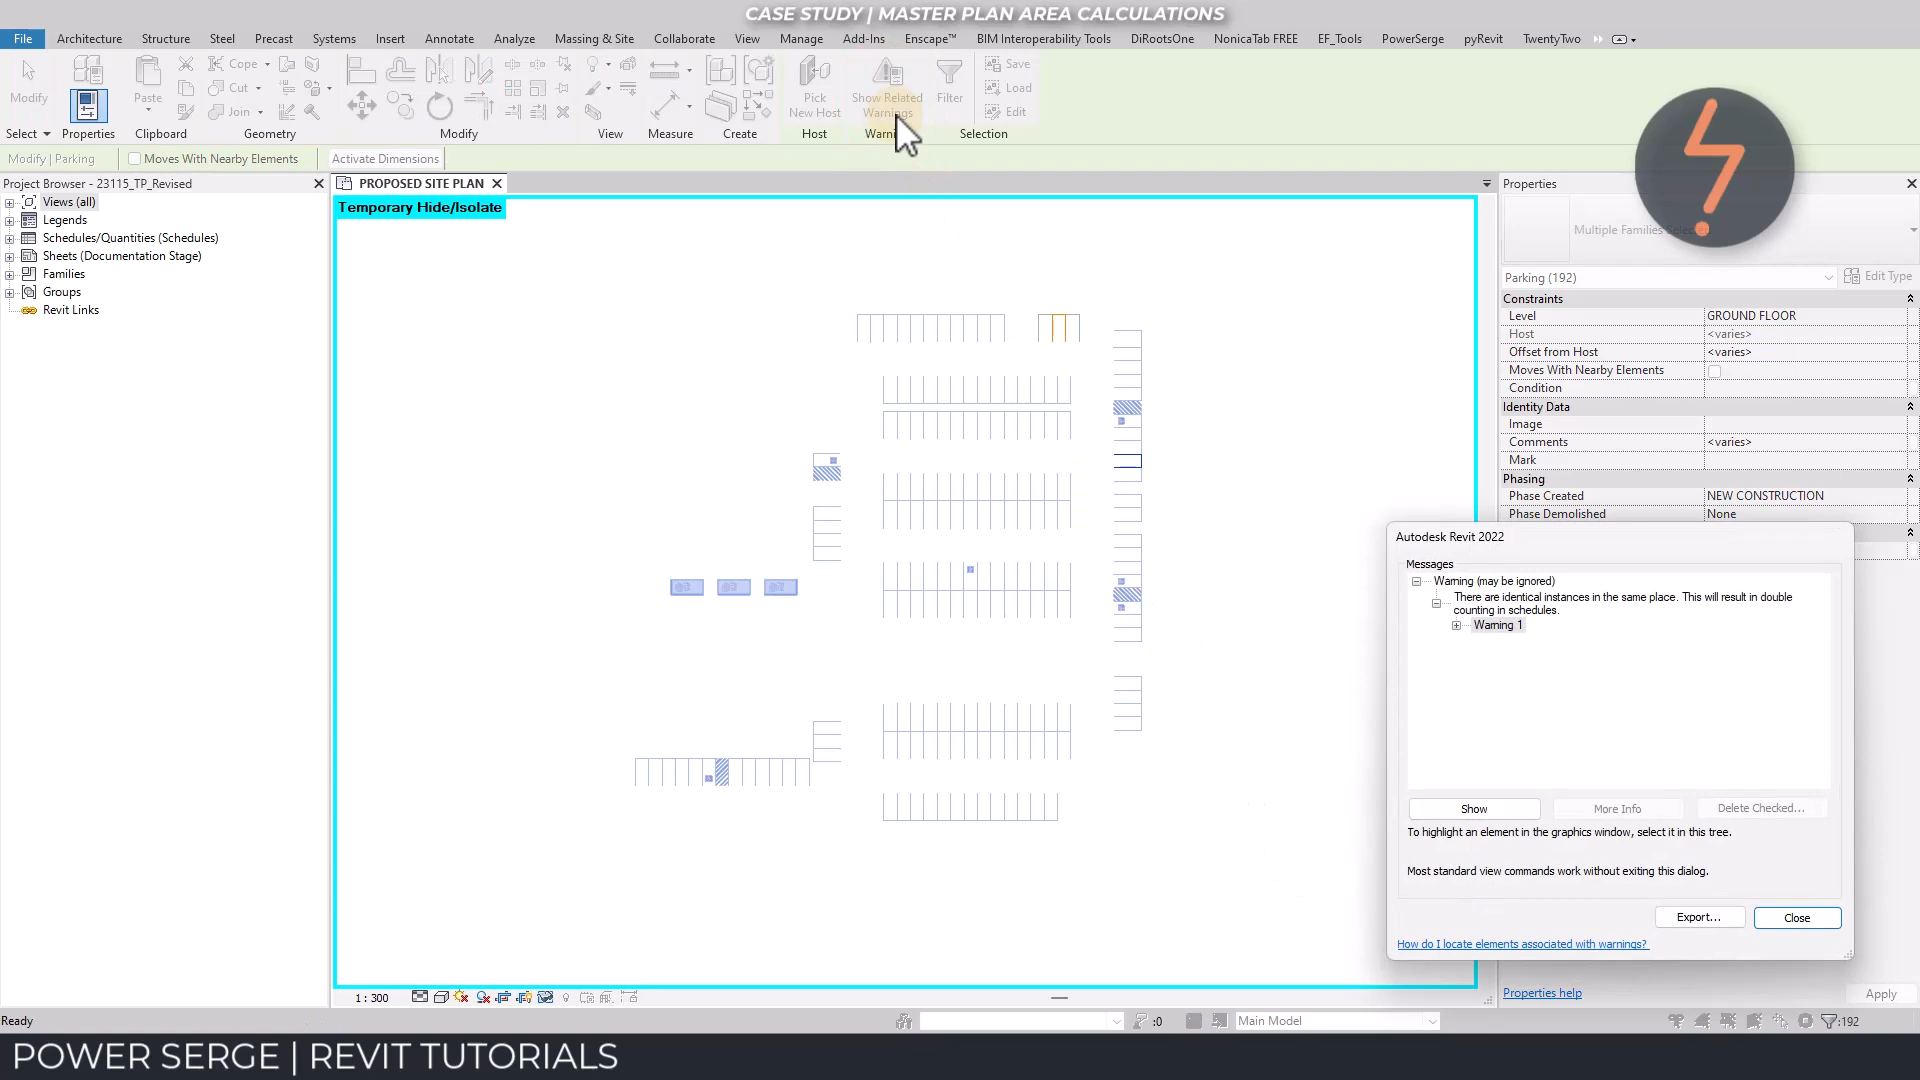 CASE STUDY | MASTER PLAN AREA CALCULATIONS
File Architecture Structure Steel Precast Systems Insert Annotate Analyze Massing & Site Collaborate View Manage Add-Ins Enscape™ BIM Interoperability Tools DiRootsOne NonicaTab FREE EF_Tools PowerSerge pyRevit TwentyTwo
Modify
Properties
Paste
Cope
Cut
Join
Pick New Host
Show Related Warnings
Filter
Save
Load
Edit
Select Properties Clipboard Geometry Modify View Measure Create Host Selection
Modify | Parking Moves With Nearby Elements Activate Dimensions
Project Browser - 23115_TP_Revised
Views (all)
Legends
Schedules/Quantities (Schedules)
Sheets (Documentation Stage)
Families
Groups
Revit Links
PROPOSED SITE PLAN
Temporary Hide/Isolate
Properties
Multiple Families
Parking (192) Edit Type
Constraints
Level GROUND FLOOR
Host <varies>
Offset from Host <varies>
Moves With Nearby Elements
Condition
Identity Data
Image
Comments <varies>
Mark
Phasing
Phase Created NEW CONSTRUCTION
Phase Demolished None
Autodesk Revit 2022
Messages
Warning (may be ignored)
There are identical instances in the same place. This will result in double
counting in schedules.
Warning 1
Show More Info Delete Checked...
To highlight an element in the graphics window, select it in this tree.
Most standard view commands work without exiting this dialog.
Export... Close
How do I locate elements associated with warnings?
Properties help Apply
1 : 300
Ready :0 Main Model :192
POWER SERGE | REVIT TUTORIALS